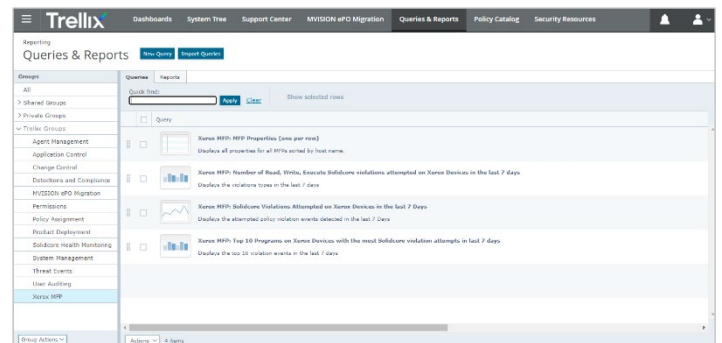 Trellix
Dashboards System Tree Support Center MVISION ePO Migration Queries & Reports Policy Catalog Security Resources
Reporting
Queries & Reports New Query Import Queries
Groups
All
Shared Groups
Private Groups
Trellix Groups
Agent Management
Application Control
Change Control
Detections and Compliance
MVISION ePO Migration
Permissions
Policy Assignment
Product Deployment
Solidcore Health Monitoring
System Management
Threat Events
User Auditing
Xerox MFP
Group Actions
Queries Reports
Quick find:
Apply Clear Show selected rows
Query
Xerox MFP: MFP Properties (one per row)
Displays all properties for all MFPs sorted by host name.
Xerox MFP: Number of Read, Write, Execute Solidcore violations attempted on Xerox Devices in the last 7 days
Displays the violations types in the last 7 days
Xerox MFP: Solidcore Violations Attempted on Xerox Devices in the last 7 Days
Displays the attempted policy violation events detected in the last 7 Days
Xerox MFP: Top 10 Programs on Xerox Devices with the most Solidcore violation attempts in last 7 days
Displays the top 10 violation events in the last 7 days
Actions 4 items